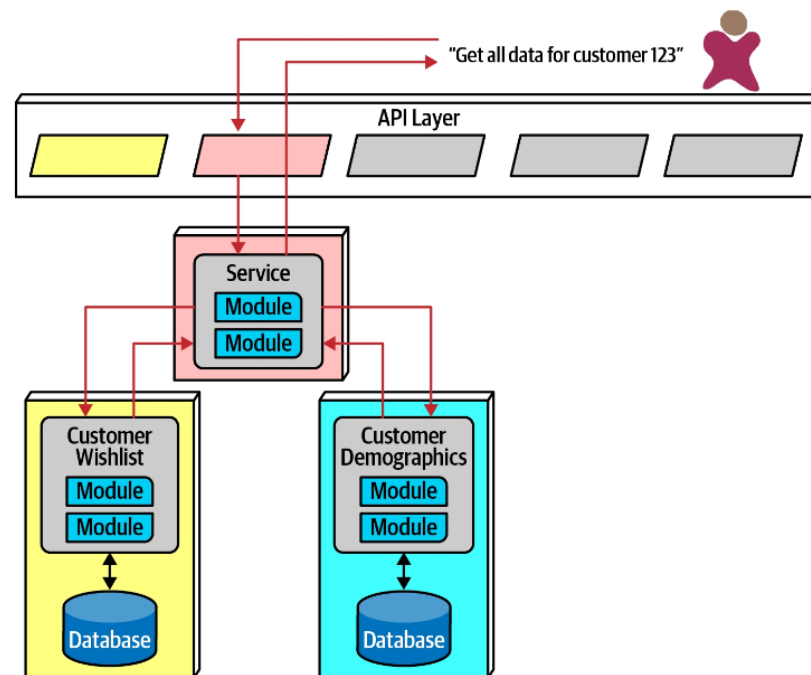 "Get all data for customer 123"
API Layer
Service
Module
Module
Customer
Wishlist
Module
Module
Database
Customer
Demographics
Module
Module
Database